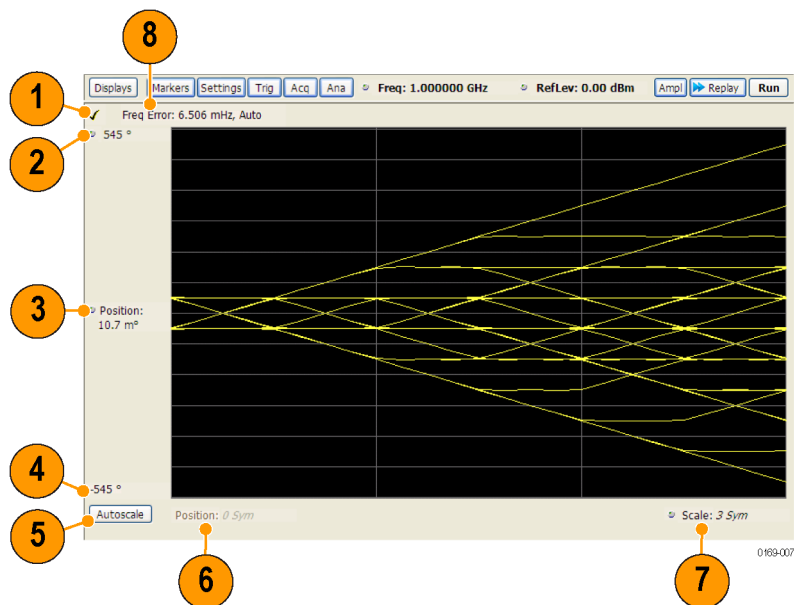 8
Displays Markers Settings Trig Acq Ana Freq: 1.000000 GHz RefLev: 0.00 dBm Ampl Replay Run
1
Freq Error: 6.506 mHz, Auto
2
545 °
3
Position:
10.7 m°
4
-545 °
5
Autoscale Position: 0 Sym Scale: 3 Sym
0169-007
6
7